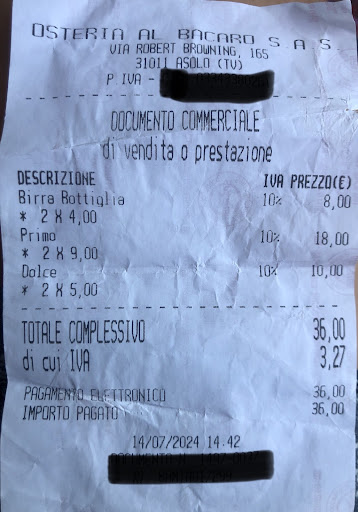 OSTERIA AL BACARO S.A.S.
VIA ROBERT BROWNING, 165
31011 ASOLO (TV)
P.IVA -
DOCUMENTO COMMERCIALE
di vendita o prestazione
DESCRIZIONE IVA PREZZO(€)
Birra Bottiglia 10% 8,00
* 2 X 4,00
Primo 10% 18,00
* 2 X 9,00
Dolce 10% 10,00
* 2 X 5,00
TOTALE COMPLESSIVO 36,00
di cui IVA 3,27
PAGAMENTO ELETTRONICO 36,00
IMPORTO PAGATO 36,00
14/07/2024 14.42